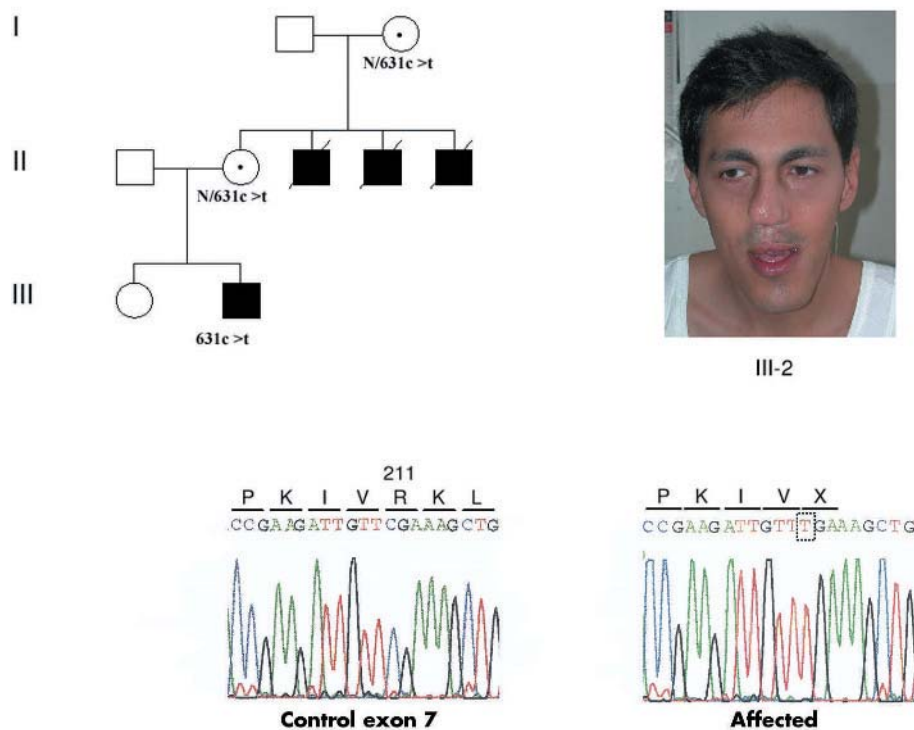 I
N/631c >t
II
N/631c >t
III
631c >t
III-2
211
P K I V R K L
CCGAAGATTGTTCGAAAGCTG
Control exon 7
P K I V X
CCGAAGATTGTTTGAAAGCTG
Affected